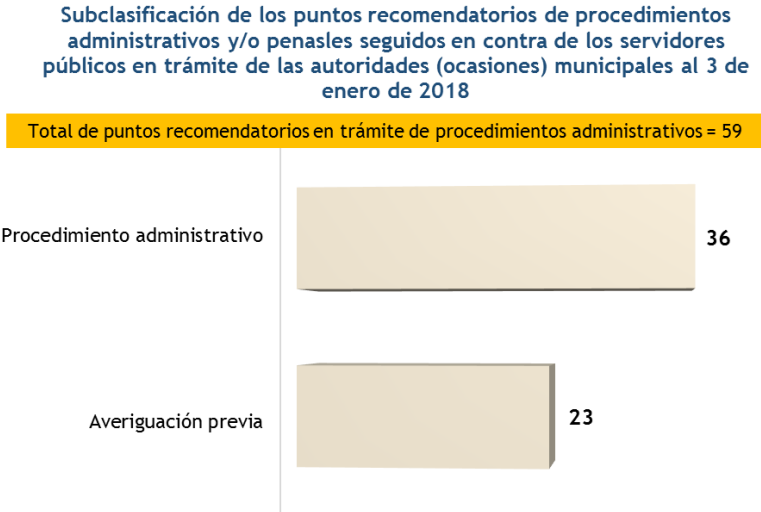 Subclasificación de los puntos recomendatorios de procedimientos
administrativos y/o penasles seguidos en contra de los servidores
públicos en trámite de las autoridades (ocasiones) municipales al 3 de
enero de 2018
Total de puntos recomendatorios en trámite de procedimientos administrativos = 59
Procedimiento administrativo
36
Averiguación previa
23